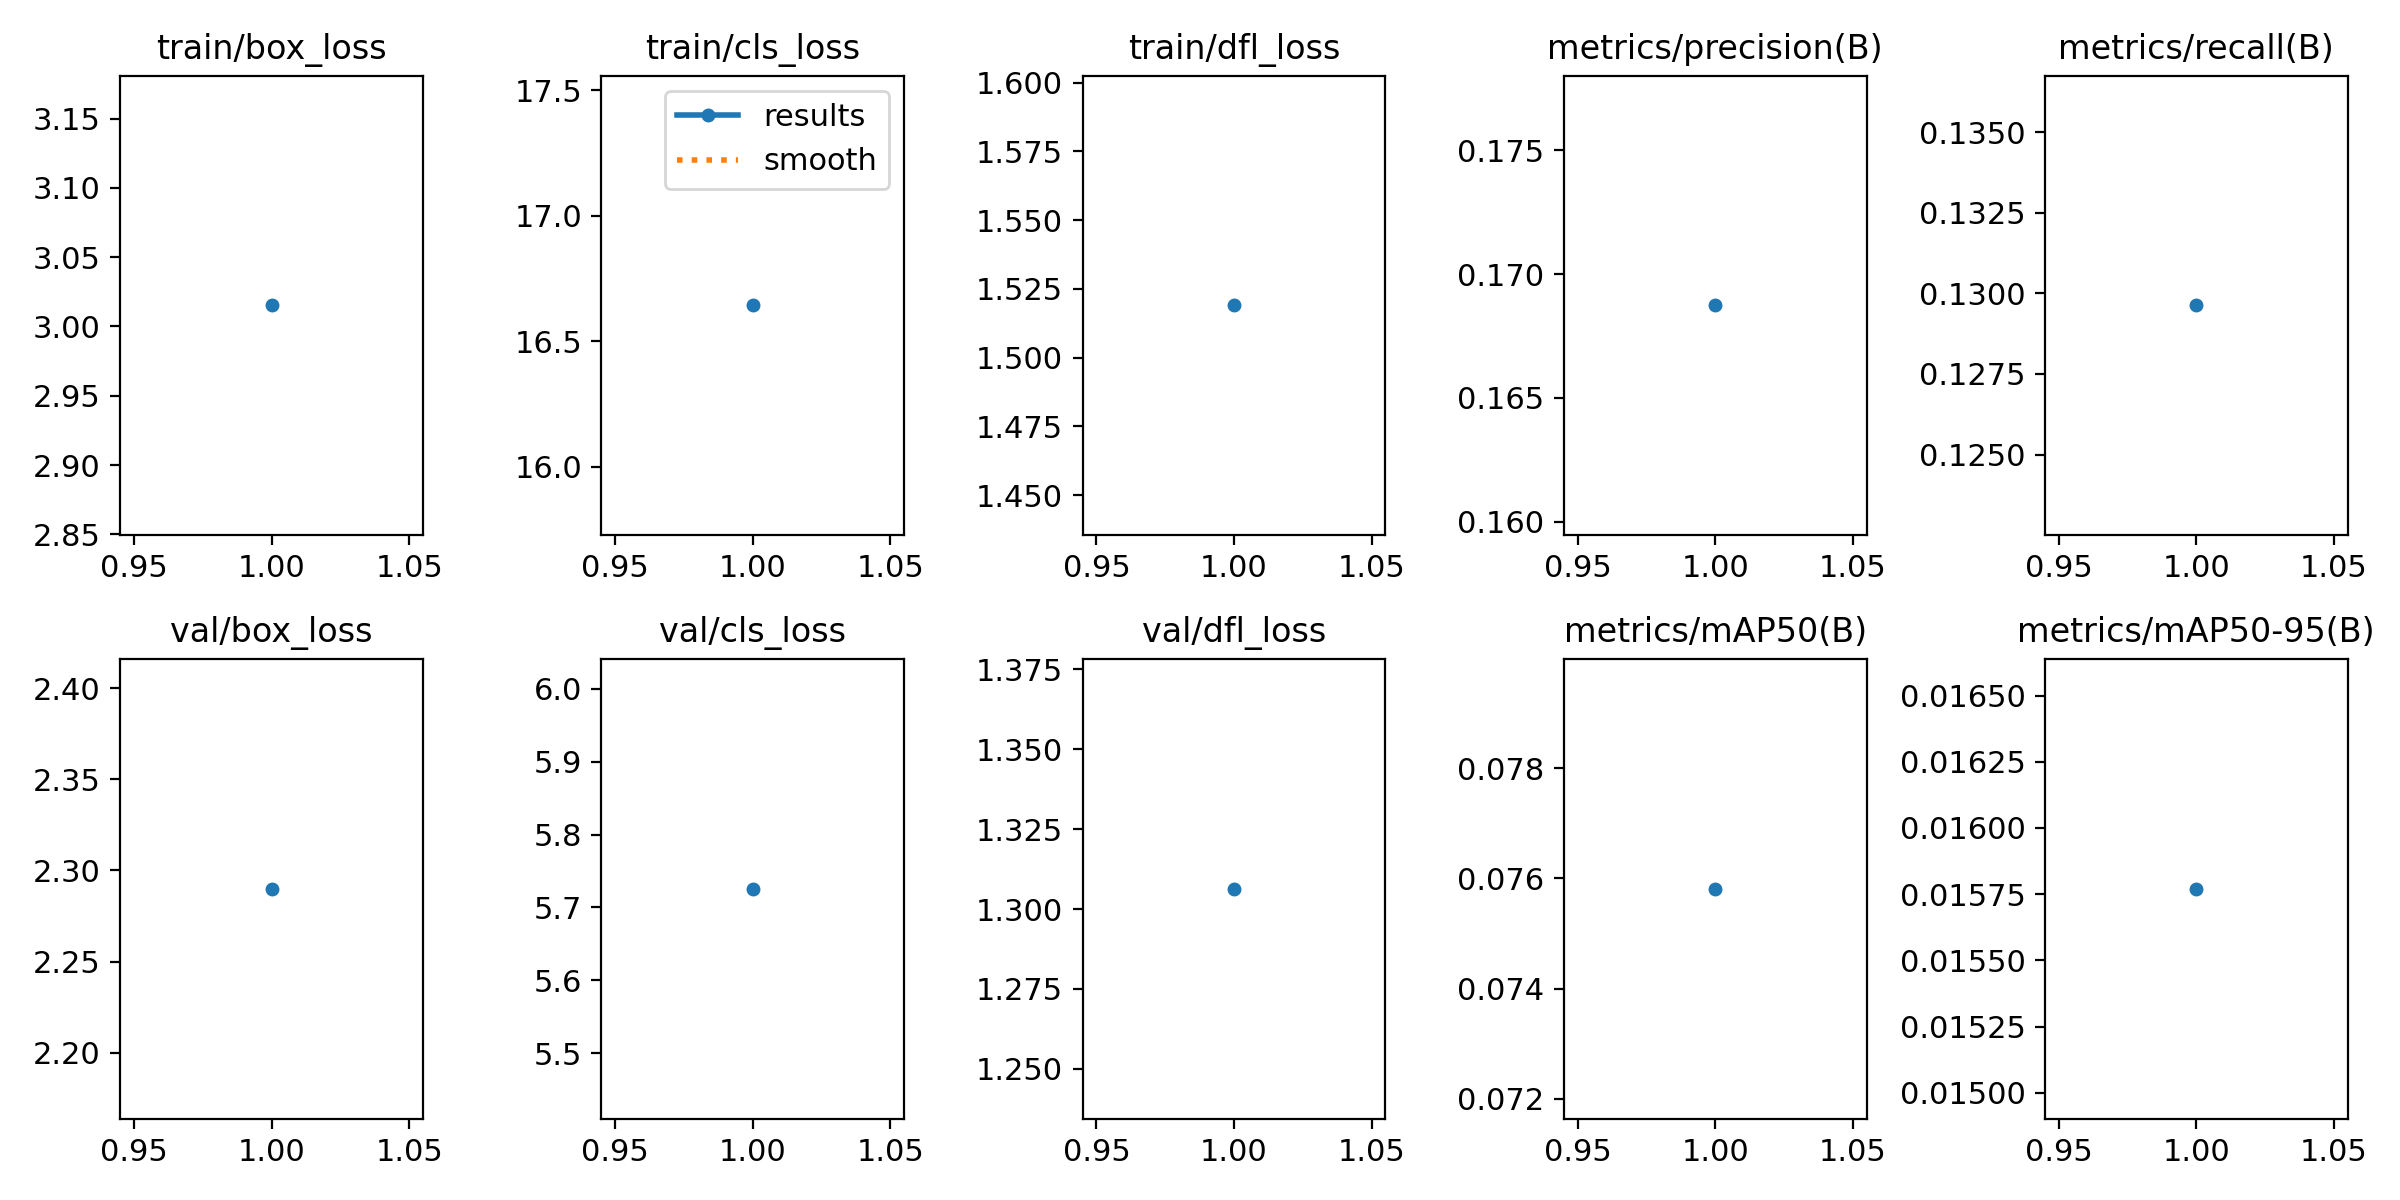 train/box_loss
3.15
3.10
3.05
3.00
2.95
2.90
2.85
0.95 1.00 1.05
train/cls_loss
results
smooth
17.5
17.0
16.5
16.0
0.95 1.00 1.05
train/dfl_loss
1.600
1.575
1.550
1.525
1.500
1.475
1.450
0.95 1.00 1.05
metrics/precision(B)
0.175
0.170
0.165
0.160
0.95 1.00 1.05
metrics/recall(B)
0.1350
0.1325
0.1300
0.1275
0.1250
0.95 1.00 1.05
val/box_loss
2.40
2.35
2.30
2.25
2.20
0.95 1.00 1.05
val/cls_loss
6.0
5.9
5.8
5.7
5.6
5.5
0.95 1.00 1.05
val/dfl_loss
1.375
1.350
1.325
1.300
1.275
1.250
0.95 1.00 1.05
metrics/mAP50(B)
0.078
0.076
0.074
0.072
0.95 1.00 1.05
metrics/mAP50-95(B)
0.01650
0.01625
0.01600
0.01575
0.01550
0.01525
0.01500
0.95 1.00 1.05